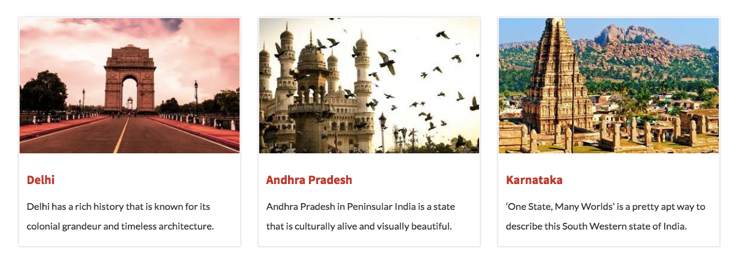 Delhi
Delhi has a rich history that is known for its
colonial grandeur and timeless architecture.
Andhra Pradesh
Andhra Pradesh in Peninsular India is a state
that is culturally alive and visually beautiful.
Karnataka
‘One State, Many Worlds’ is a pretty apt way to
describe this South Western state of India.